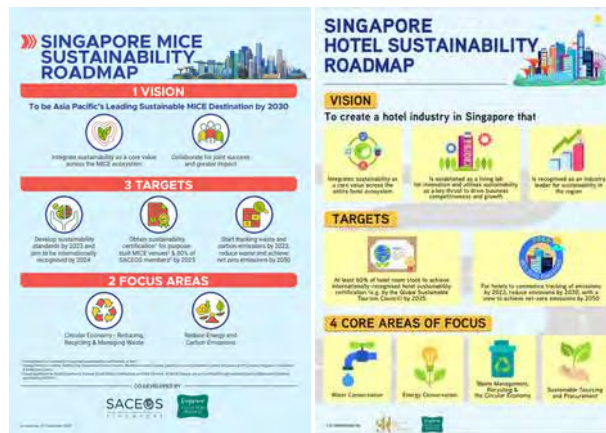 SINGAPORE MICE
SUSTAINABILITY
ROADMAP
1 VISION
To be Asia Pacific's Leading Sustainable MICE Destination by 2030
Integrate sustainability as a core value
across the MICE ecosystem
Collaborate for joint success
and greater impact
3 TARGETS
Develop sustainability
standards by 2023 and
aim to be internationally
recognised by 2024
Obtain sustainability
certification¹ for purpose-
built MICE venues² & 80% of
SACEOS members³ by 2025
Start tracking waste and
carbon emissions by 2023,
reduce waste and achieve
net zero emissions by 2050
2 FOCUS AREAS
Circular Economy - Reducing,
Recycling & Managing Waste
Reduce Energy and
Carbon Emissions
CO-DEVELOPED BY
SACEOS
SINGAPORE
SINGAPORE
HOTEL SUSTAINABILITY
ROADMAP
VISION
To create a hotel industry in Singapore that
Integrates sustainability as
a core value across the
entire hotel ecosystem
Is established as a living lab
for innovation and utilises sustainability
as a key thrust to drive business
competitiveness and growth
Is recognised as an industry
leader for sustainability in
the region
TARGETS
At least 60% of hotel room stock to achieve
internationally-recognised hotel sustainability
certification (e.g. by the Global Sustainable
Tourism Council) by 2025
For hotels to commence tracking of emissions
by 2023, reduce emissions by 2030, with a
view to achieve net-zero emissions by 2050
4 CORE AREAS OF FOCUS
Water Conservation
Energy Conservation
Waste Management,
Recycling &
the Circular Economy
Sustainable Sourcing
and Procurement